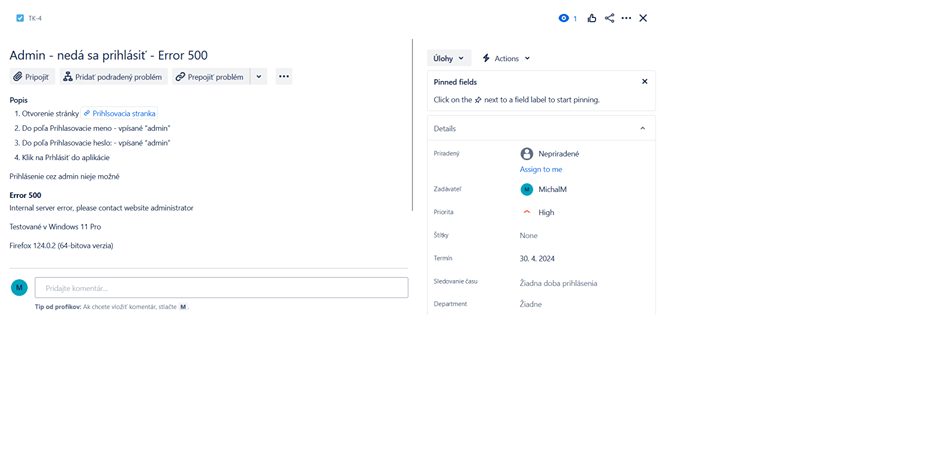 TK-4
1
Admin - nedá sa prihlásiť - Error 500
Pripojiť
Pridať podradený problém
Prepojiť problém
Popis
1. Otvorenie stránky Prihlsovacia stranka
2. Do poľa Prihlasovacie meno - vpísané "admin"
3. Do poľa Prihlasovacie heslo: - vpísané "admin"
4. Klik na Prhlásiť do aplikácie
Prihlásenie cez admin nieje možné
Error 500
Internal server error, please contact website administrator
Testované v Windows 11 Pro
Firefox 124.0.2 (64-bitova verzia)
M
Pridajte komentár...
Tip od profíkov: Ak chcete vložiť komentár, stlačte M.
Úlohy
Actions
Pinned fields
Click on the next to a field label to start pinning.
Details
Priradený
Nepriradené
Assign to me
Zadávateľ
M MichalM
Priorita
High
Štítky
None
Termín
30. 4. 2024
Sledovanie času
Žiadna doba prihlásenia
Department
Žiadne